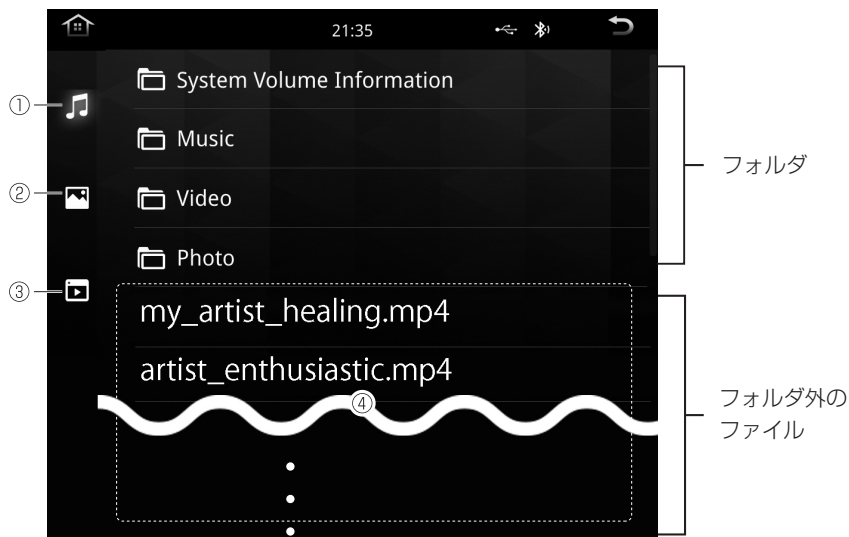 21:35
① 
System Volume Information
Music
フォルダ
②
Video
Photo
③
my_artist_healing.mp4
artist_enthusiastic.mp4
④
フォルダ外の
ファイル